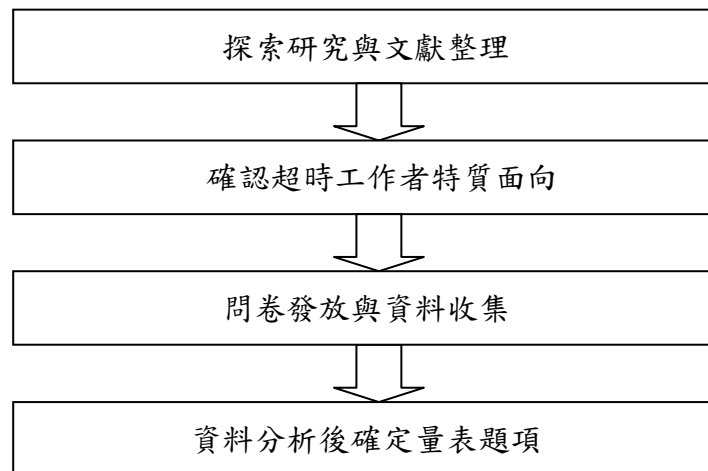 探索研究與文獻整理
確認超時工作者特質面向
問卷發放與資料收集
資料分析後確定量表題項